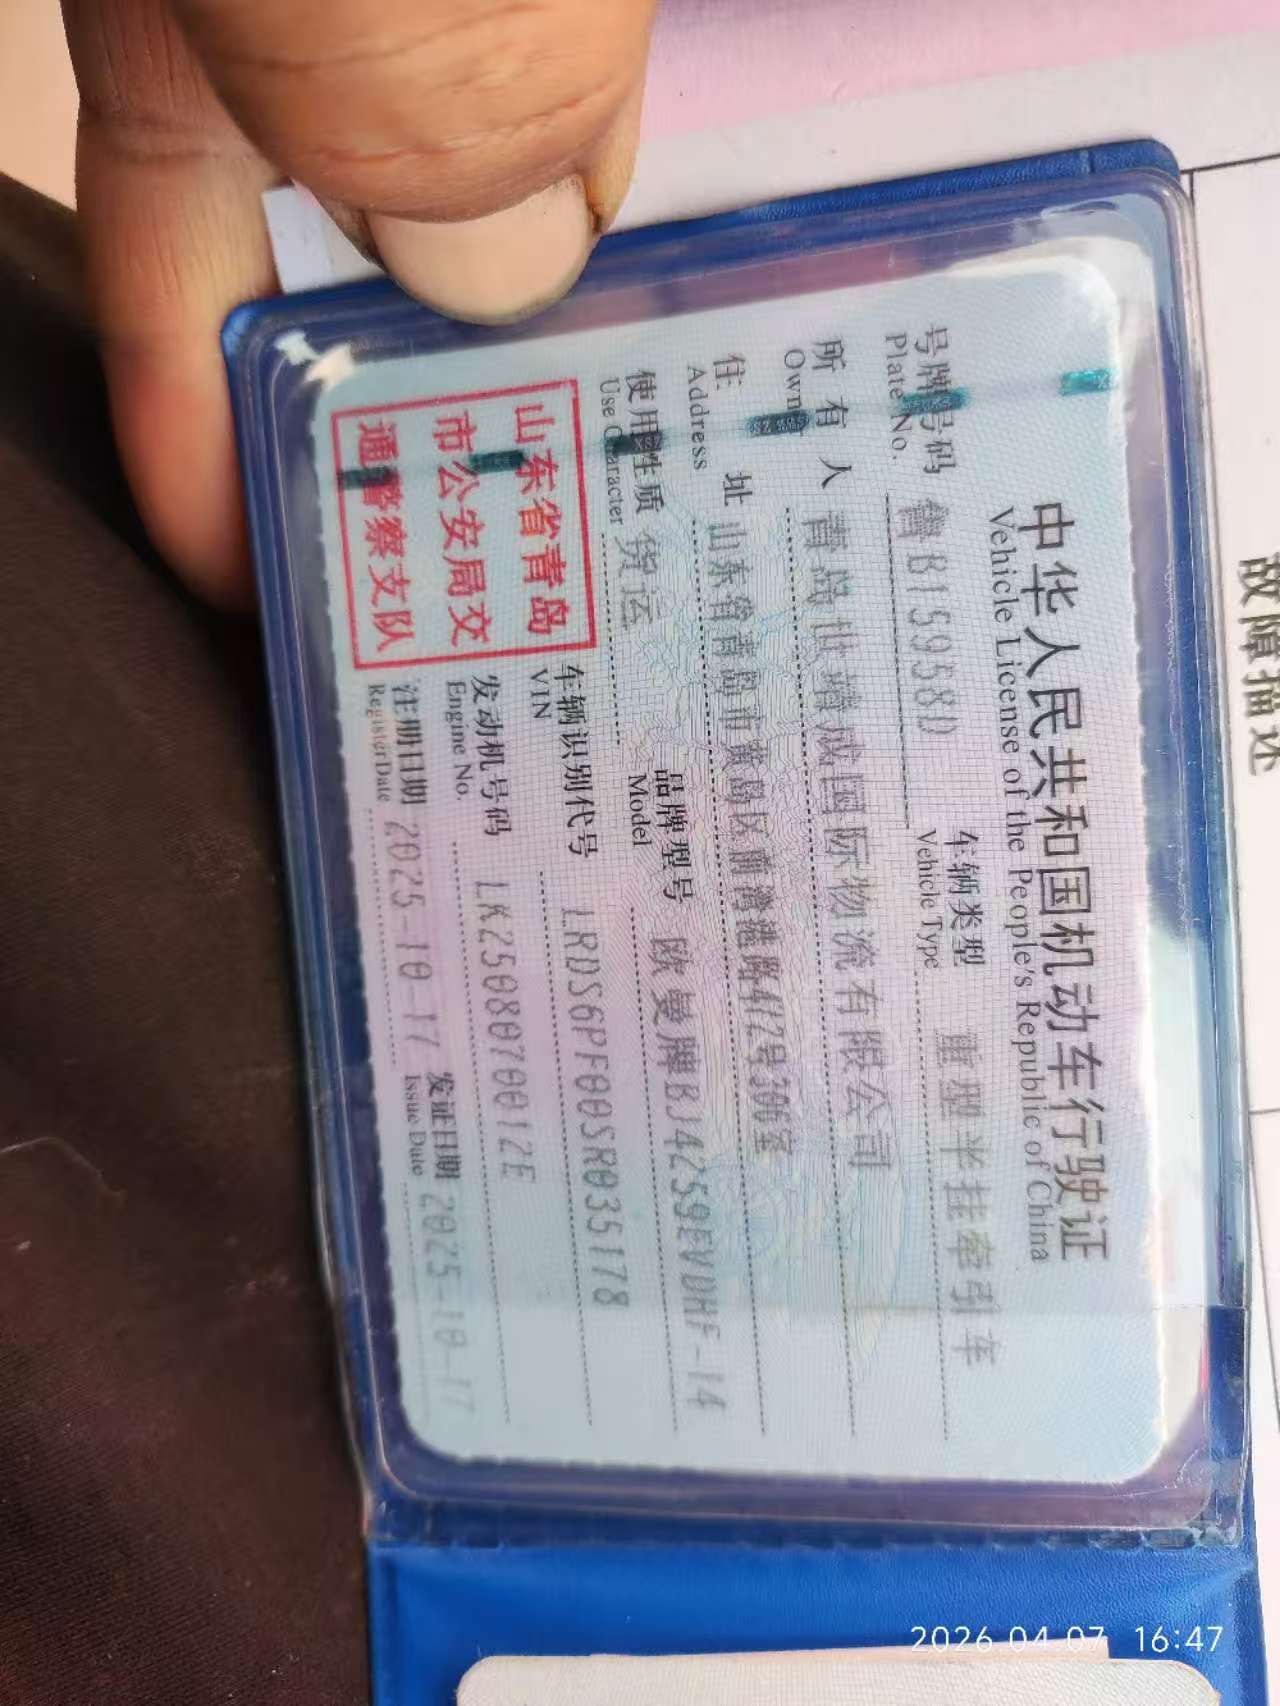 中华人民共和国机动车行驶证
Vehicle License of the People's Republic of China
号牌号码 鲁B15958D 车辆类型 重型半挂牵引车
Plate No. Vehicle Type
所有人 青岛世 成国际物流有限公司
Owner
住址 山东省青岛市黄岛区前湾港路412号306室
Address
使用性质 货运 品牌型号 欧曼牌BJ4259EVDHF-14
Use Character Model
山东省青岛
市公安局交
通警察支队
车辆识别代号 LRDS6PF00SR035178
VIN
发动机号码 LK2508070012E
Engine No.
注册日期 2025-10-17 发证日期 2025-10-17
Register Date Issue Date
故障描述
2026.04.07 16:47